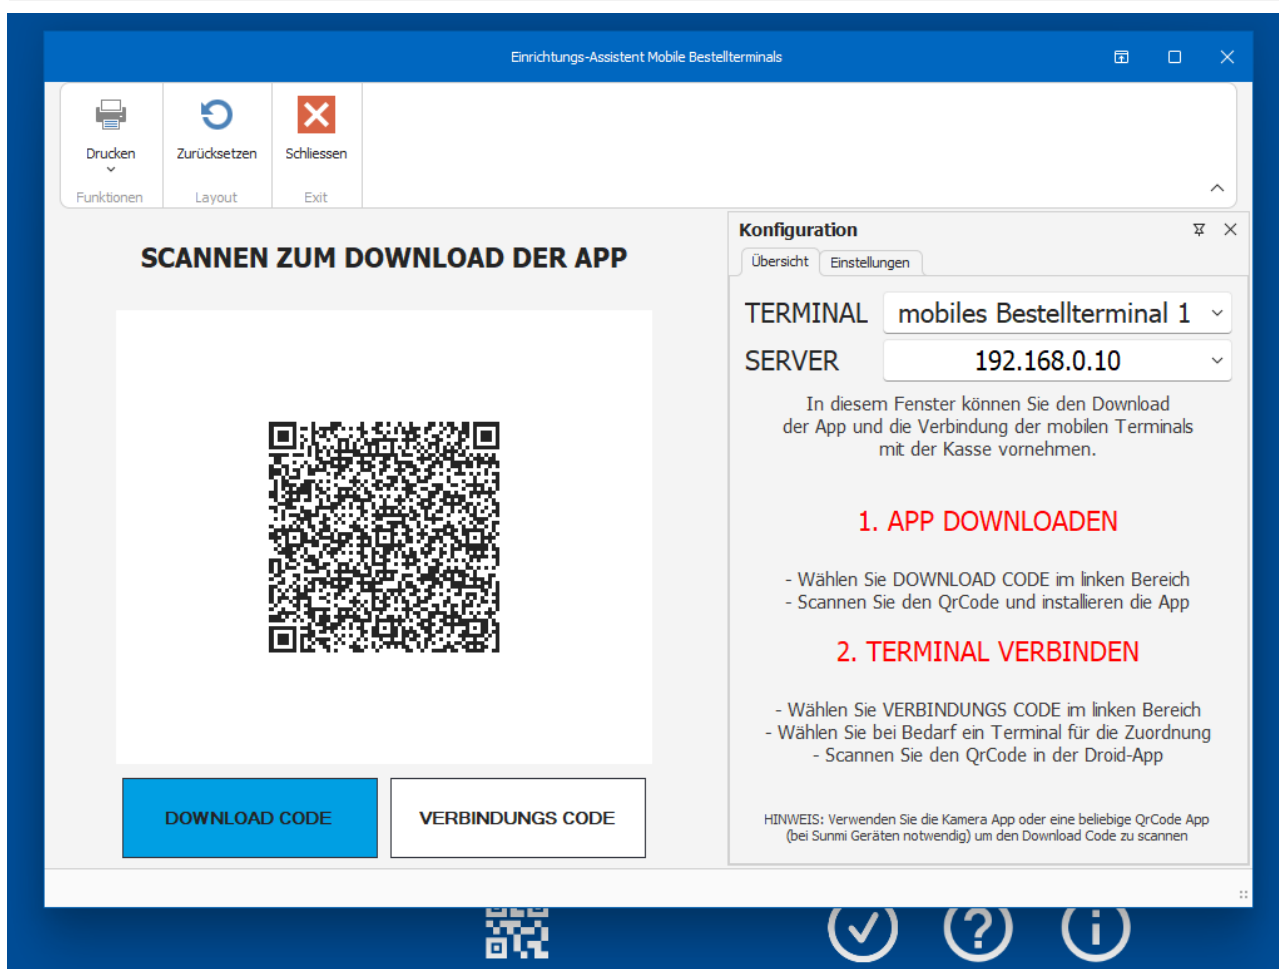 Einrichtungs-Assistent Mobile Bestellterminals
Drucken
Zurücksetzen
Schliessen
Funktionen
Layout
Exit
SCANNEN ZUM DOWNLOAD DER APP
DOWNLOAD CODE
VERBINDUNGS CODE
Konfiguration
Übersicht
Einstellungen
TERMINAL mobiles Bestellterminal 1
SERVER 192.168.0.10
In diesem Fenster können Sie den Download
der App und die Verbindung der mobilen Terminals
mit der Kasse vornehmen.
1. APP DOWNLOADEN
- Wählen Sie DOWNLOAD CODE im linken Bereich
- Scannen Sie den QrCode und installieren die App
2. TERMINAL VERBINDEN
- Wählen Sie VERBINDUNGS CODE im linken Bereich
- Wählen Sie bei Bedarf ein Terminal für die Zuordnung
- Scannen Sie den QrCode in der Droid-App
HINWEIS: Verwenden Sie die Kamera App oder eine beliebige QrCode App
(bei Sunmi Geräten notwendig) um den Download Code zu scannen